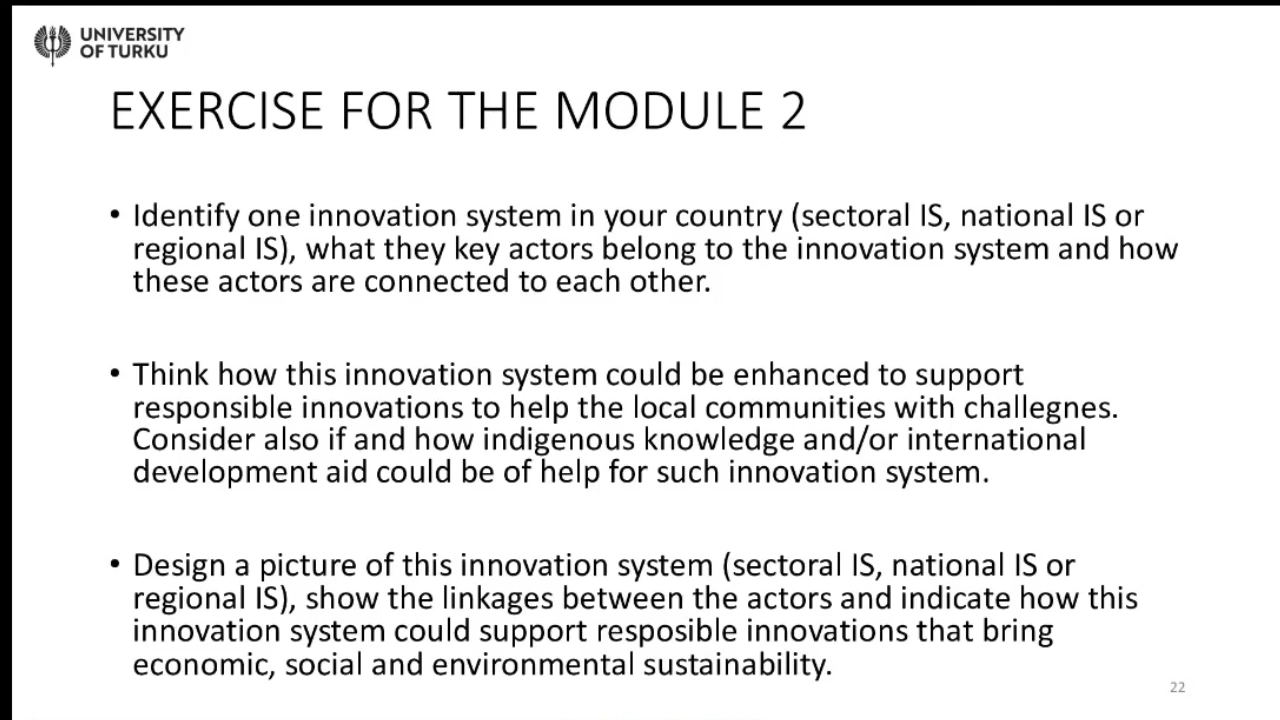 UNIVERSITY
OF TURKU
EXERCISE FOR THE MODULE 2
• Identify one innovation system in your country (sectoral IS, national IS or
regional IS), what they key actors belong to the innovation system and how
these actors are connected to each other.
• Think how this innovation system could be enhanced to support
responsible innovations to help the local communities with challegnes.
Consider also if and how indigenous knowledge and/or international
development aid could be of help for such innovation system.
• Design a picture of this innovation system (sectoral IS, national IS or
regional IS), show the linkages between the actors and indicate how this
innovation system could support resposible innovations that bring
economic, social and environmental sustainability.
22